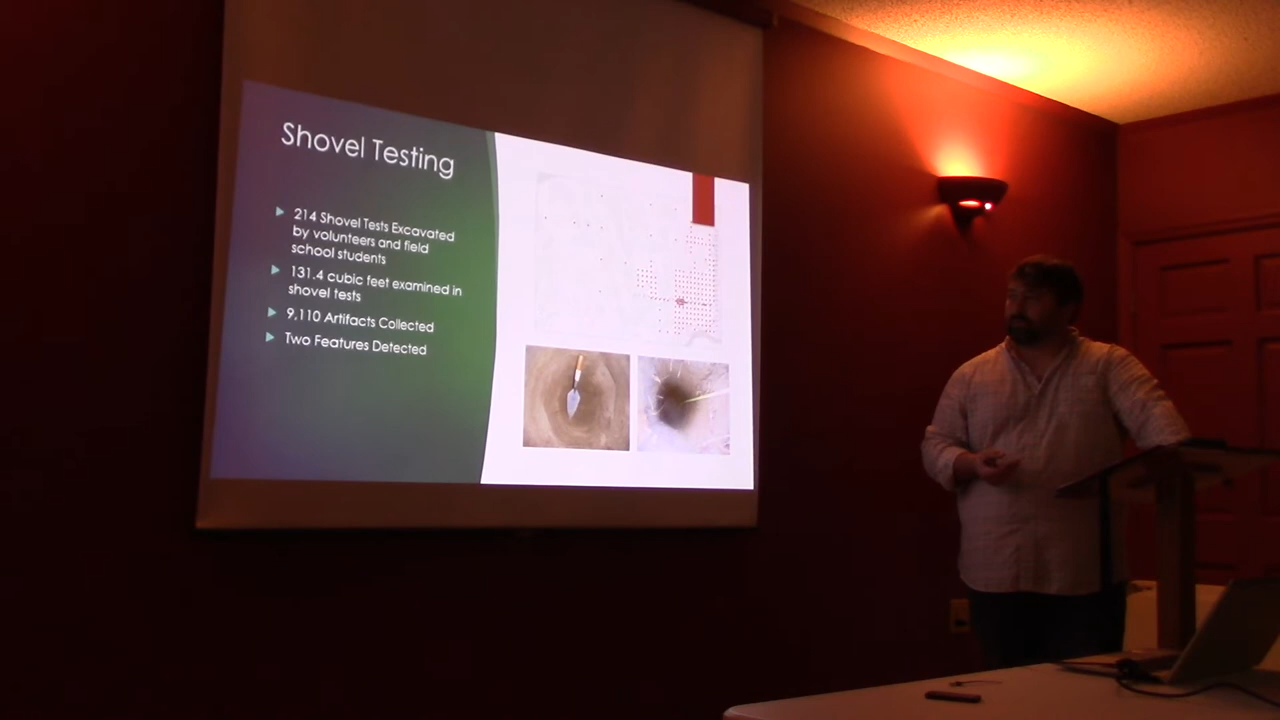 Shovel Testing
214 Shovel Tests Excavated
by volunteers and field
school students
131.4 cubic feet examined in
shovel tests
9,110 Artifacts Collected
Two Features Detected